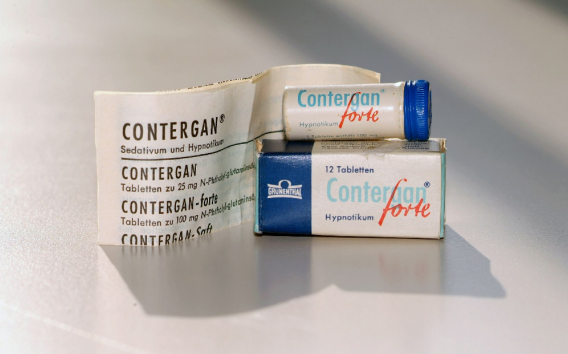 CONTERGAN®
Sedativum und Hypnotikum
CONTERGAN
Tabletten zu 25 mg
CONTERGAN-forte
Tabletten zu 100 mg
CONTERGAN-Saft
Contergan®
forte
Hypnotikum
12 Tabletten
Contergan®
forte
Hypnotikum
GRÜNENTHAL